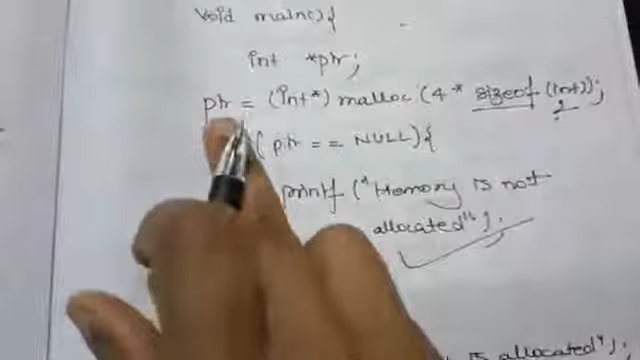 void main(){
int *ptr;
ptr = (int*) malloc (4* sizeof (int));
( ptr == NULL){
printf ("Memory is not
allocated");
is allocated");